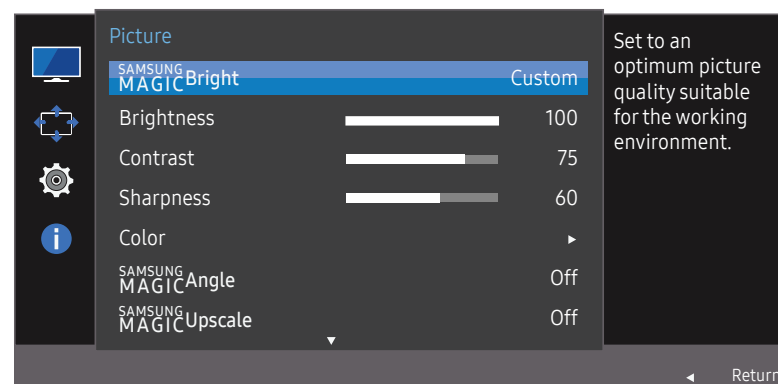 Picture
SAMSUNG
MAGIC Bright Custom
Brightness 100
Contrast 75
Sharpness 60
Color ▸
SAMSUNG
MAGIC Angle Off
SAMSUNG
MAGIC Upscale Off
Set to an
optimum picture
quality suitable
for the working
environment.
Return